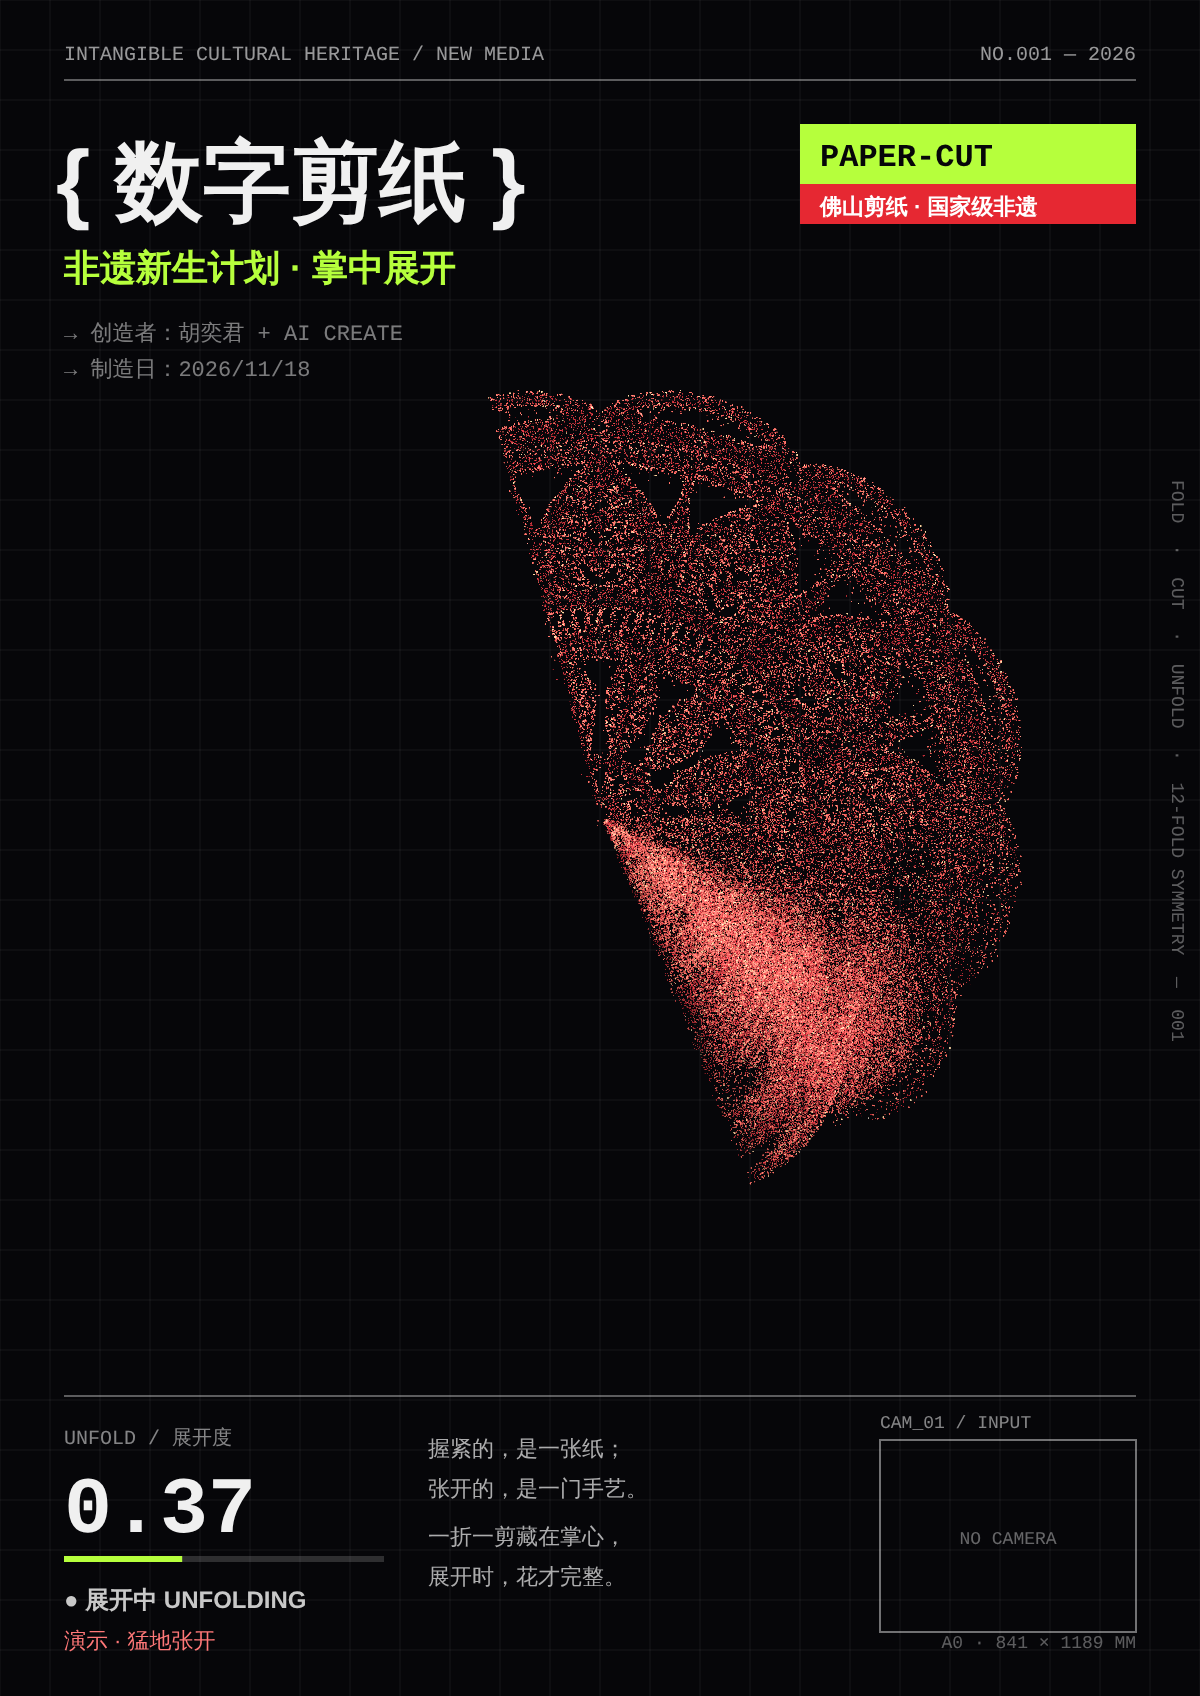 INTANGIBLE CULTURAL HERITAGE / NEW MEDIA
NO.001 — 2026
{ 数字剪纸 }
PAPER-CUT
佛山剪纸 · 国家级非遗
非遗新生计划 · 掌中展开
→ 创造者：胡奕君 + AI CREATE
→ 制造日：2026/11/18
FOLD · CUT · UNFOLD · 12-FOLD SYMMETRY — 001
UNFOLD / 展开度
0.37
● 展开中 UNFOLDING
演示 · 猛地张开
握紧的，是一张纸；
张开的，是一门手艺。
一折一剪藏在掌心，
展开时，花才完整。
CAM_01 / INPUT
NO CAMERA
A0 · 841 × 1189 MM